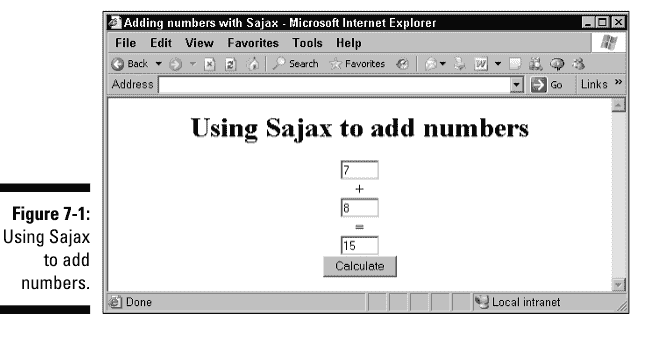 Adding numbers with Sajax - Microsoft Internet Explorer
File Edit View Favorites Tools Help
Back Search Favorites
Address Go Links »
Using Sajax to add numbers
7
+
8
=
15
Calculate
Done Local intranet
Figure 7-1:
Using Sajax
to add
numbers.